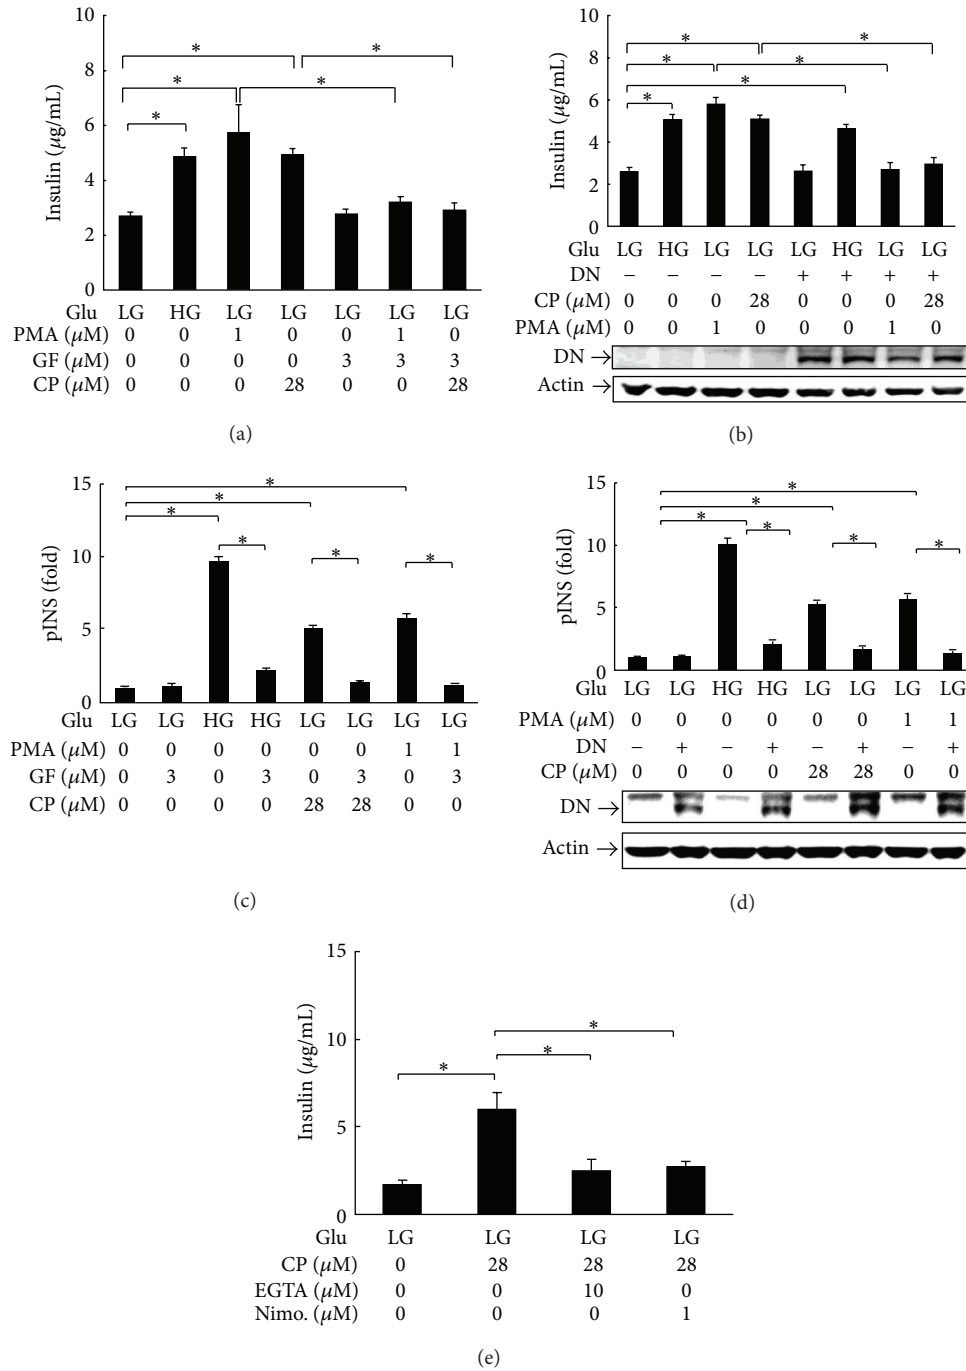 10
8
6
4
2
0
Insulin (μg/mL)
* * * * *
Glu LG HG LG LG LG LG LG
PMA (μM) 0 0 1 0 0 1 0
GF (μM) 0 0 0 0 3 3 3
CP (μM) 0 0 0 28 0 0 28
(a)
10
8
6
4
2
0
Insulin (μg/mL)
* * * * * *
Glu LG HG LG LG LG HG LG LG
DN − − − − + + + +
CP (μM) 0 0 0 28 0 0 0 28
PMA (μM) 0 0 1 0 0 0 1 0
DN →
Actin →
(b)
15
10
5
0
pINS (fold)
* * * * * *
Glu LG LG HG HG LG LG LG LG
PMA (μM) 0 0 0 0 0 0 1 1
GF (μM) 0 3 0 3 0 3 0 3
CP (μM) 0 0 0 0 28 28 0 0
(c)
15
10
5
0
pINS (fold)
* * * * * *
Glu LG LG HG HG LG LG LG LG
PMA (μM) 0 0 0 0 0 0 1 1
DN − + − + − + − +
CP (μM) 0 0 0 0 28 28 0 0
DN →
Actin →
(d)
15
10
5
0
Insulin (μg/mL)
* * *
Glu LG LG LG LG
CP (μM) 0 28 28 28
EGTA (μM) 0 0 10 0
Nimo. (μM) 0 0 0 1
(e)